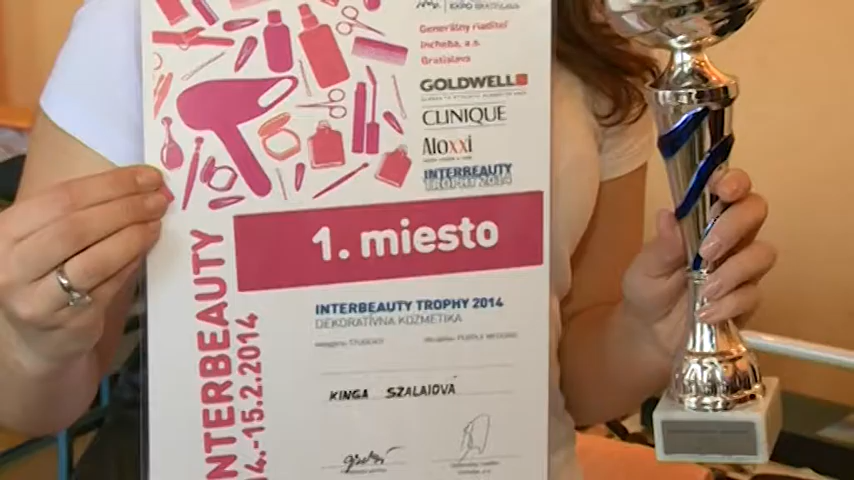 EXPO BRATISLAVA
Generálny riaditeľ
Incheba, a.s.
Bratislava
GOLDWELL
CLINIQUE
Aloxxi
INTERBEAUTY
TROPHY 2014
1. miesto
INTERBEAUTY
14.-15.2.2014
INTERBEAUTY TROPHY 2014
DEKORATÍVNA KOZMETIKA
KINGA SZALAIOVÁ